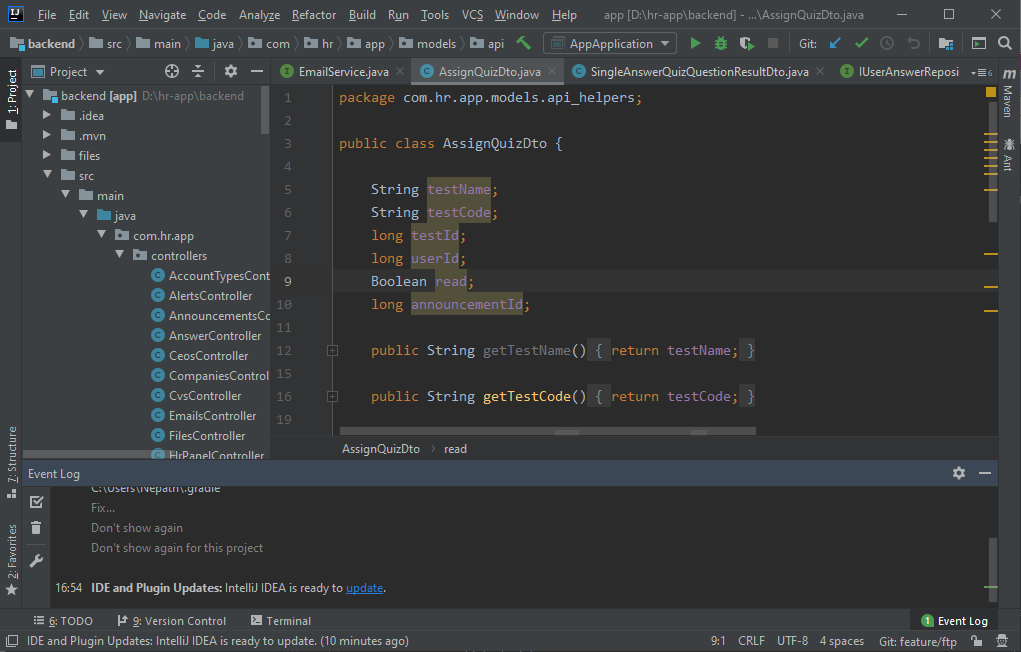 File Edit View Navigate Code Analyze Refactor Build Run Tools VCS Window Help app [D:\hr-app\backend] - ...\AssignQuizDto.java
backend src main java com hr app models api AppApplication Git:
Project EmailService.java AssignQuizDto.java SingleAnswerQuizQuestionResultDto.java IUserAnswerReposi 6
1: Project
7: Structure
2: Favorites
m Maven
Ant
backend [app] D:\hr-app\backend
.idea
.mvn
files
src
main
java
com.hr.app
controllers
AccountTypesCont
AlertsController
AnnouncementsCo
AnswerController
CeosController
CompaniesControl
CvsController
EmailsController
FilesController
HrPanelController
1 package com.hr.app.models.api_helpers;
2
3 public class AssignQuizDto {
4
5 String testName;
6 String testCode;
7 long testId;
8 long userId;
9 Boolean read;
10 long announcementId;
11
12 public String getTestName() { return testName; }
15
16 public String getTestCode() { return testCode; }
19
AssignQuizDto read
Event Log
C:\Users\Nepath\.gradle
Fix...
Don't show again
Don't show again for this project
16:54 IDE and Plugin Updates: IntelliJ IDEA is ready to update.
6: TODO 9: Version Control Terminal 1 Event Log
IDE and Plugin Updates: IntelliJ IDEA is ready to update. (10 minutes ago) 9:1 CRLF UTF-8 4 spaces Git: feature/ftp